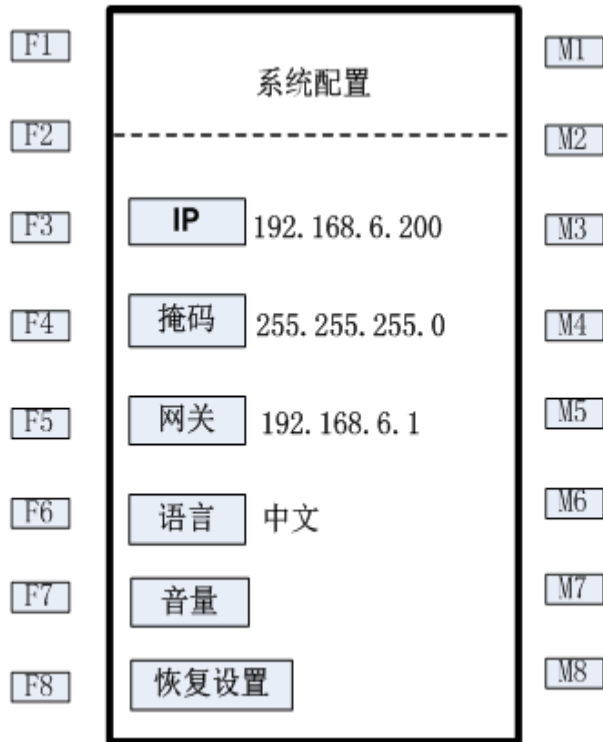 F1
系统配置
M1
F2
M2
F3
IP 192.168.6.200
M3
F4
掩码 255.255.255.0
M4
F5
网关 192.168.6.1
M5
F6
语言 中文
M6
F7
音量
M7
F8
恢复设置
M8